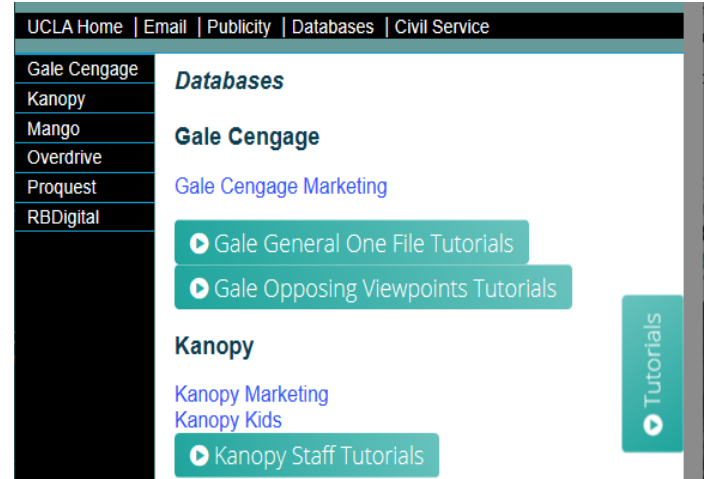 UCLA Home | Email | Publicity | Databases | Civil Service
Gale Cengage
Kanopy
Mango
Overdrive
Proquest
RBDigital
Databases
Gale Cengage
Gale Cengage Marketing
Gale General One File Tutorials
Gale Opposing Viewpoints Tutorials
Kanopy
Kanopy Marketing
Kanopy Kids
Kanopy Staff Tutorials
Tutorials